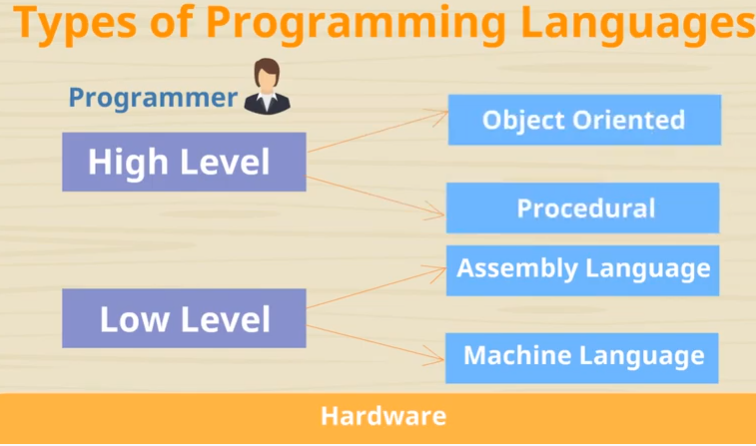 Types of Programming Languages
Programmer
High Level
Object Oriented
Procedural
Low Level
Assembly Language
Machine Language
Hardware